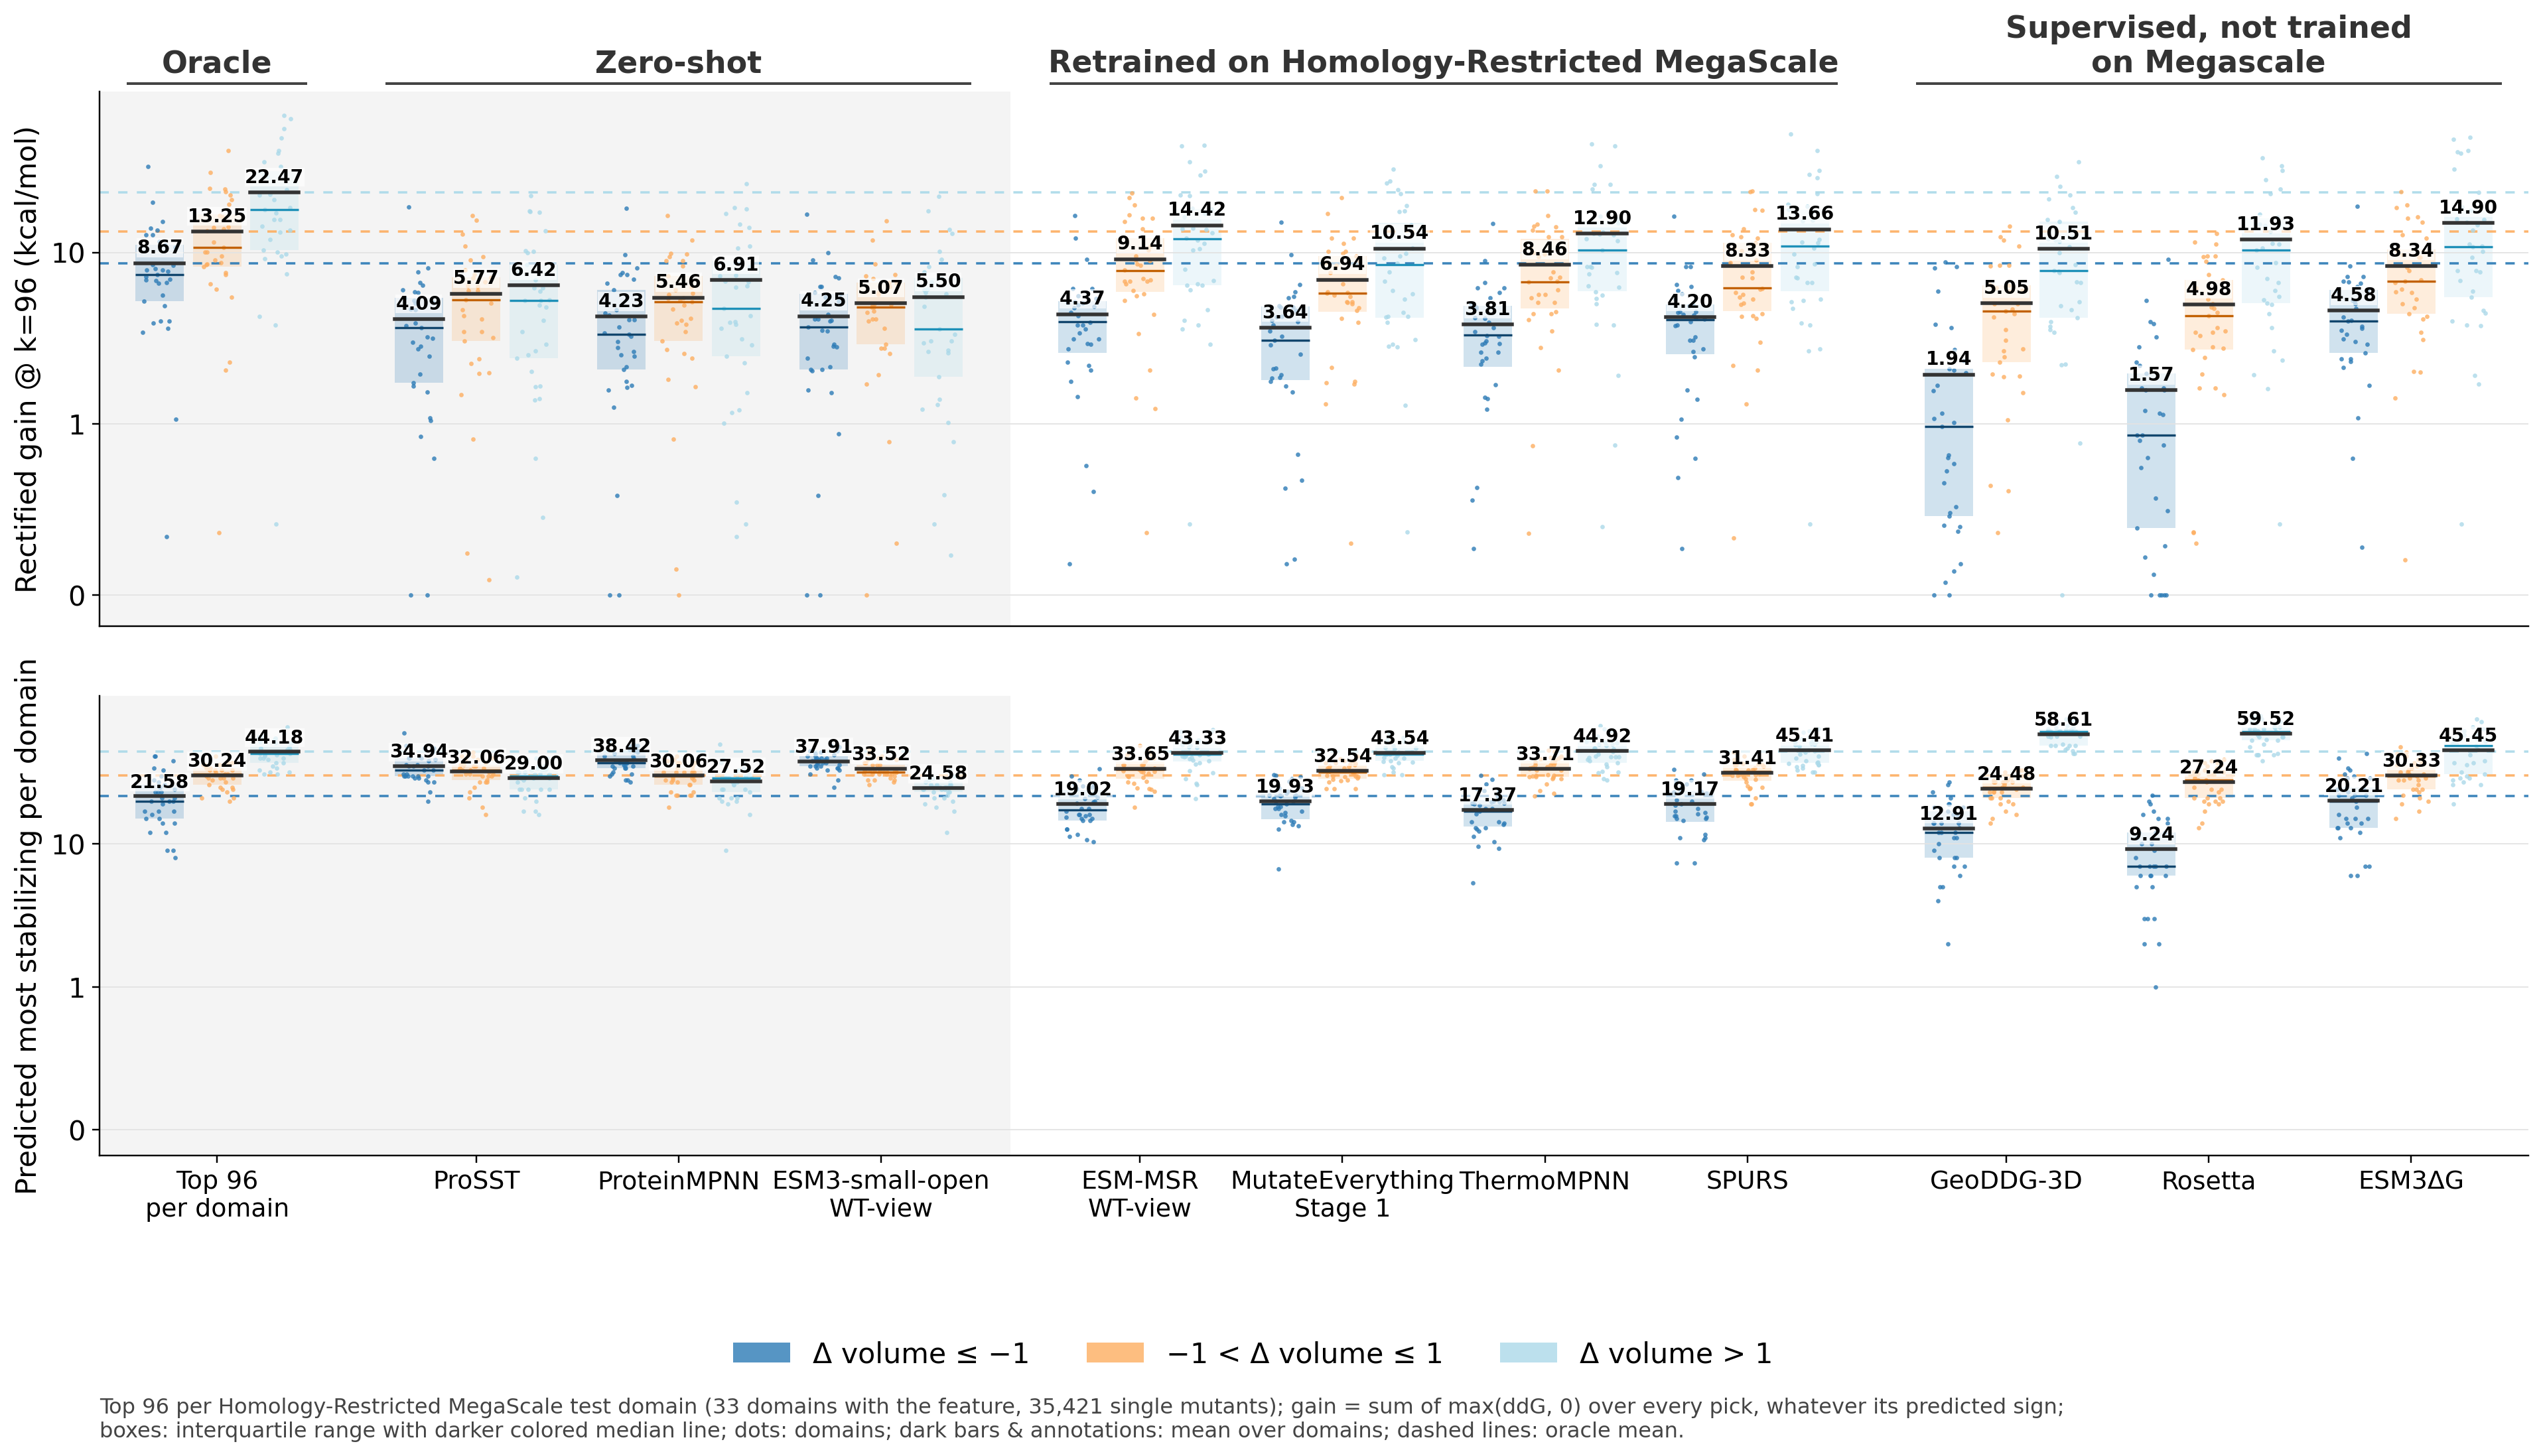 Oracle
Zero-shot
Retrained on Homology-Restricted MegaScale
Supervised, not trained
on Megascale
Rectified gain @ k=96 (kcal/mol)
10
1
0
8.67
13.25
22.47
4.09
5.77
6.42
4.23
5.46
6.91
4.25
5.07
5.50
4.37
9.14
14.42
3.64
6.94
10.54
3.81
8.46
12.90
4.20
8.33
13.66
1.94
5.05
10.51
1.57
4.98
11.93
4.58
8.34
14.90
Predicted most stabilizing per domain
10
1
0
21.58
30.24
44.18
34.94
32.06
29.00
38.42
30.06
27.52
37.91
33.52
24.58
19.02
33.65
43.33
19.93
32.54
43.54
17.37
33.71
44.92
19.17
31.41
45.41
12.91
24.48
58.61
9.24
27.24
59.52
20.21
30.33
45.45
Top 96
per domain
ProSST
ProteinMPNN
ESM3-small-open
WT-view
ESM-MSR
WT-view
MutateEverything
Stage 1
ThermoMPNN
SPURS
GeoDDG-3D
Rosetta
ESM3ΔG
Δ volume ≤ −1
−1 < Δ volume ≤ 1
Δ volume > 1
Top 96 per Homology-Restricted MegaScale test domain (33 domains with the feature, 35,421 single mutants); gain = sum of max(ddG, 0) over every pick, whatever its predicted sign;
boxes: interquartile range with darker colored median line; dots: domains; dark bars & annotations: mean over domains; dashed lines: oracle mean.